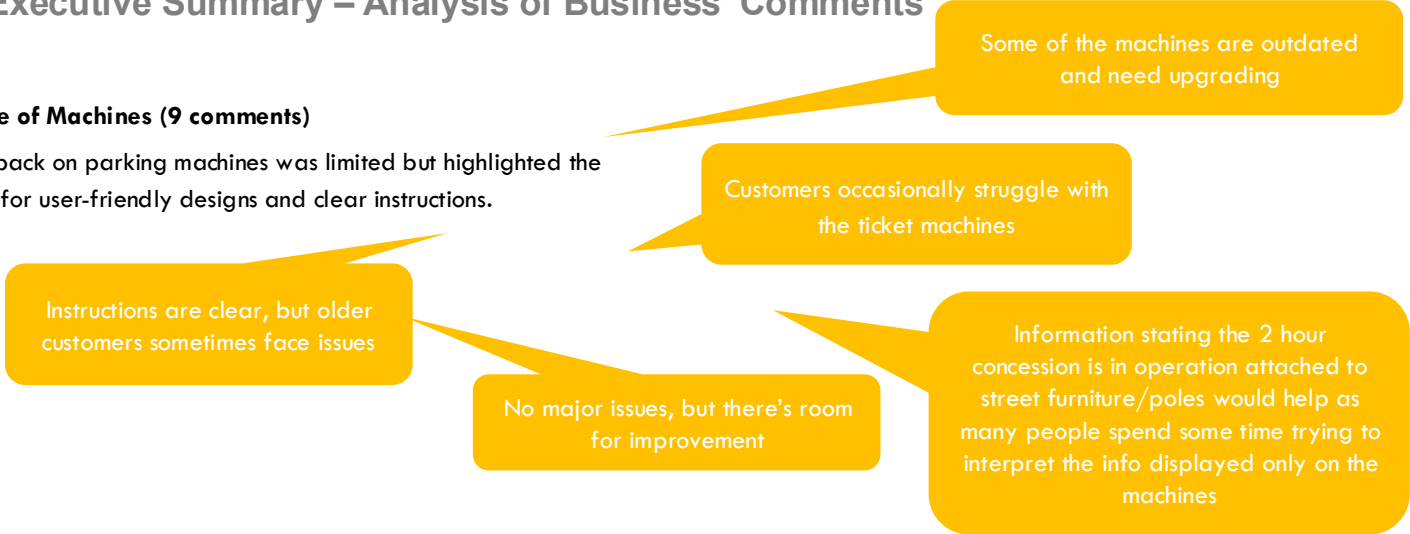 Executive Summary – Analysis of Business' Comments
Some of the machines are outdated
and need upgrading
of Machines (9 comments)
on parking machines was limited but highlighted the
for user-friendly designs and clear instructions.
Customers occasionally struggle with
the ticket machines
Instructions are clear, but older
customers sometimes face issues
No major issues, but there's room
for improvement
Information stating the 2 hour
concession is in operation attached to
street furniture/poles would help as
many people spend some time trying to
interpret the info displayed only on the
machines